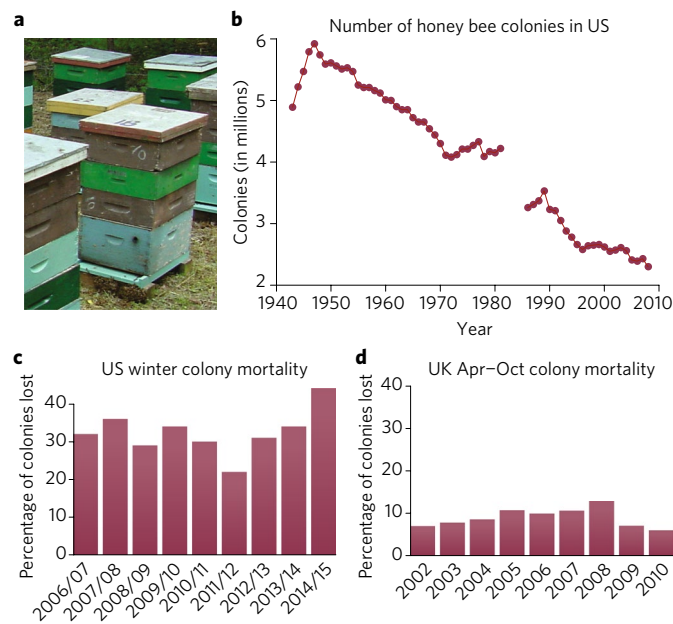 a
b
Number of honey bee colonies in US
Colonies (in millions)
6
5
4
3
2
1940 1950 1960 1970 1980 1990 2000 2010
Year
c
US winter colony mortality
Percentage of colonies lost
40
30
20
10
0
2006/07 2007/08 2008/09 2009/10 2010/11 2011/12 2012/13 2013/14 2014/15
d
UK Apr–Oct colony mortality
Percentage of colonies lost
40
30
20
10
0
2002 2003 2004 2005 2006 2007 2008 2009 2010